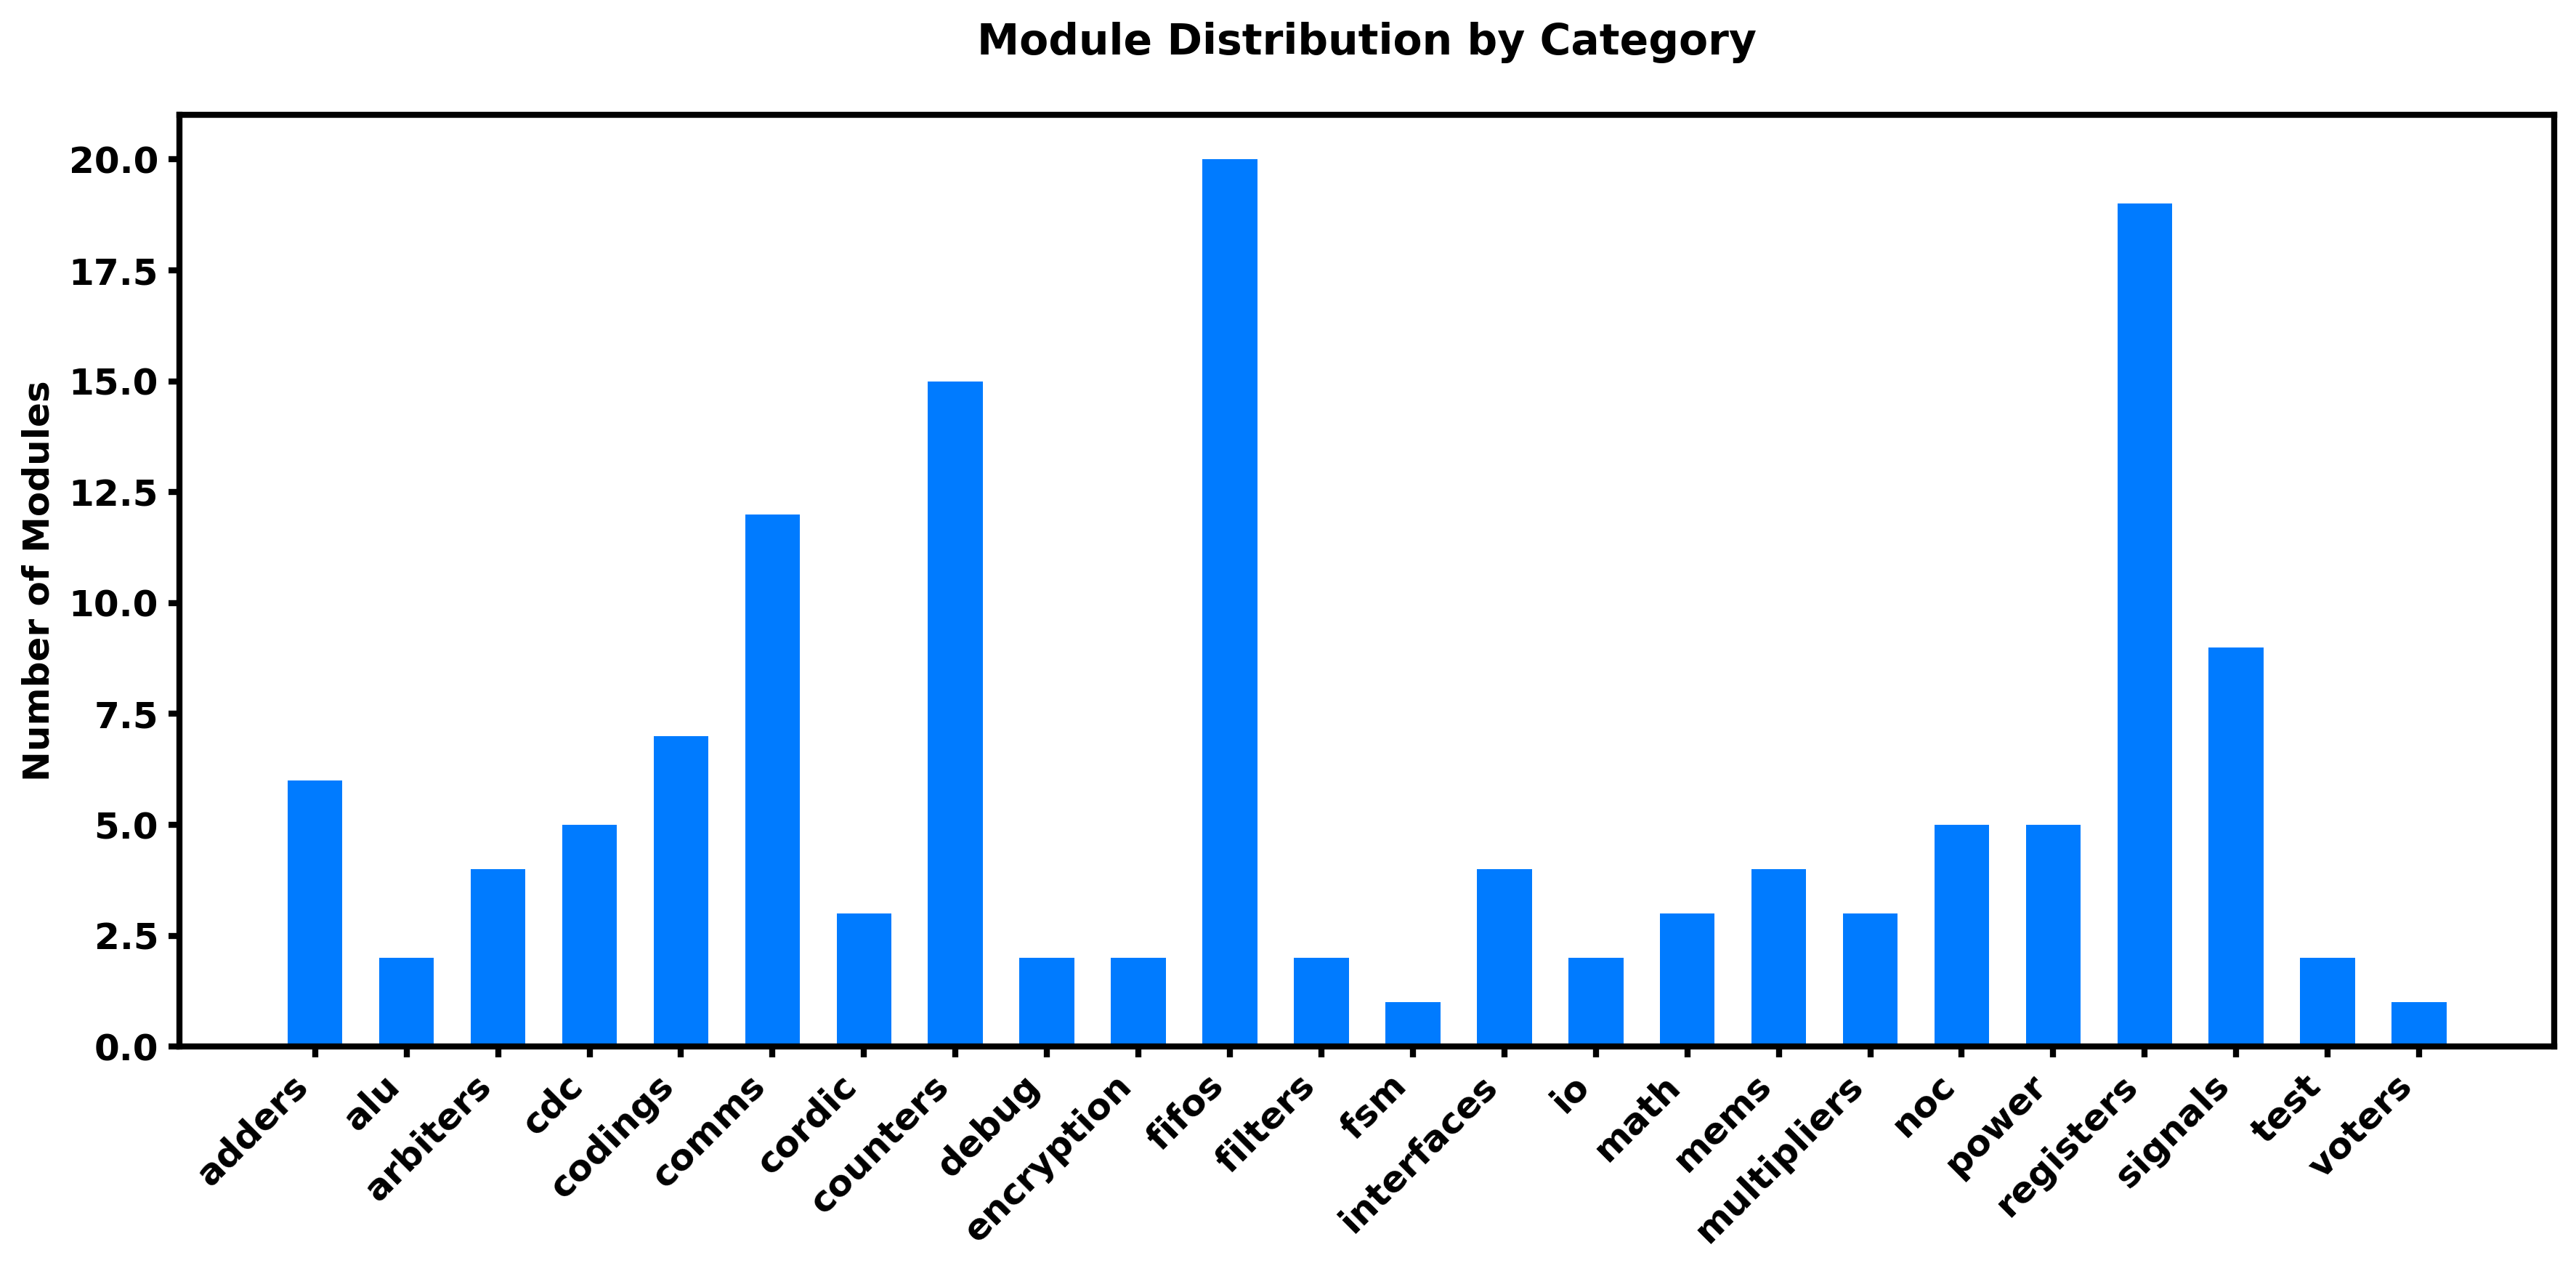 Module Distribution by Category
Number of Modules
20.0
17.5
15.0
12.5
10.0
7.5
5.0
2.5
0.0
adders
alu
arbiters
cdc
codings
comms
cordic
counters
debug
encryption
fifos
filters
fsm
interfaces
io
math
mems
multipliers
noc
power
registers
signals
test
voters